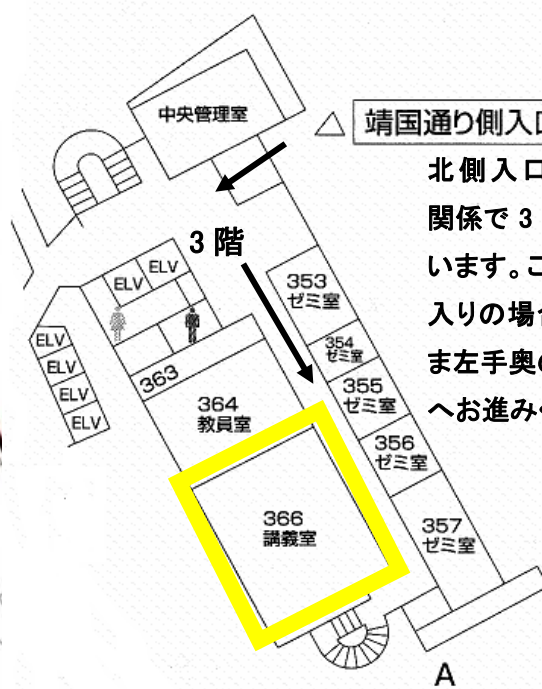 中央管理室
靖国通り側入口
北側入口
関係で3
います。こ
入りの場合
ま左手奥の
へお進みく
3階
ELV
ELV
353
ゼミ室
ELV
ELV
ELV
ELV
354
ゼミ室
363
364
教員室
355
ゼミ室
356
ゼミ室
366
講義室
357
ゼミ室
A